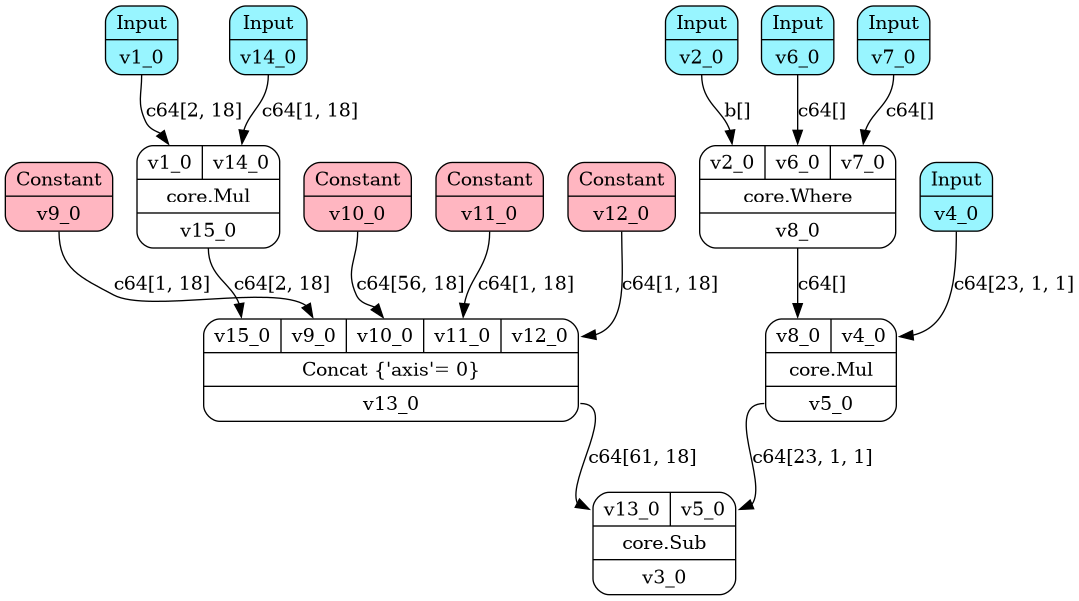 Input
v1_0
Input
v14_0
Input
v2_0
Input
v6_0
Input
v7_0
c64[2, 18]
c64[1, 18]
b[]
c64[]
c64[]
Constant
v9_0
v1_0 v14_0
core.Mul
v15_0
Constant
v10_0
Constant
v11_0
Constant
v12_0
v2_0 v6_0 v7_0
core.Where
v8_0
Input
v4_0
c64[1, 18]
c64[2, 18]
c64[56, 18]
c64[1, 18]
c64[1, 18]
c64[]
c64[23, 1, 1]
v15_0 v9_0 v10_0 v11_0 v12_0
Concat {'axis'= 0}
v13_0
v8_0 v4_0
core.Mul
v5_0
c64[61, 18]
c64[23, 1, 1]
v13_0 v5_0
core.Sub
v3_0